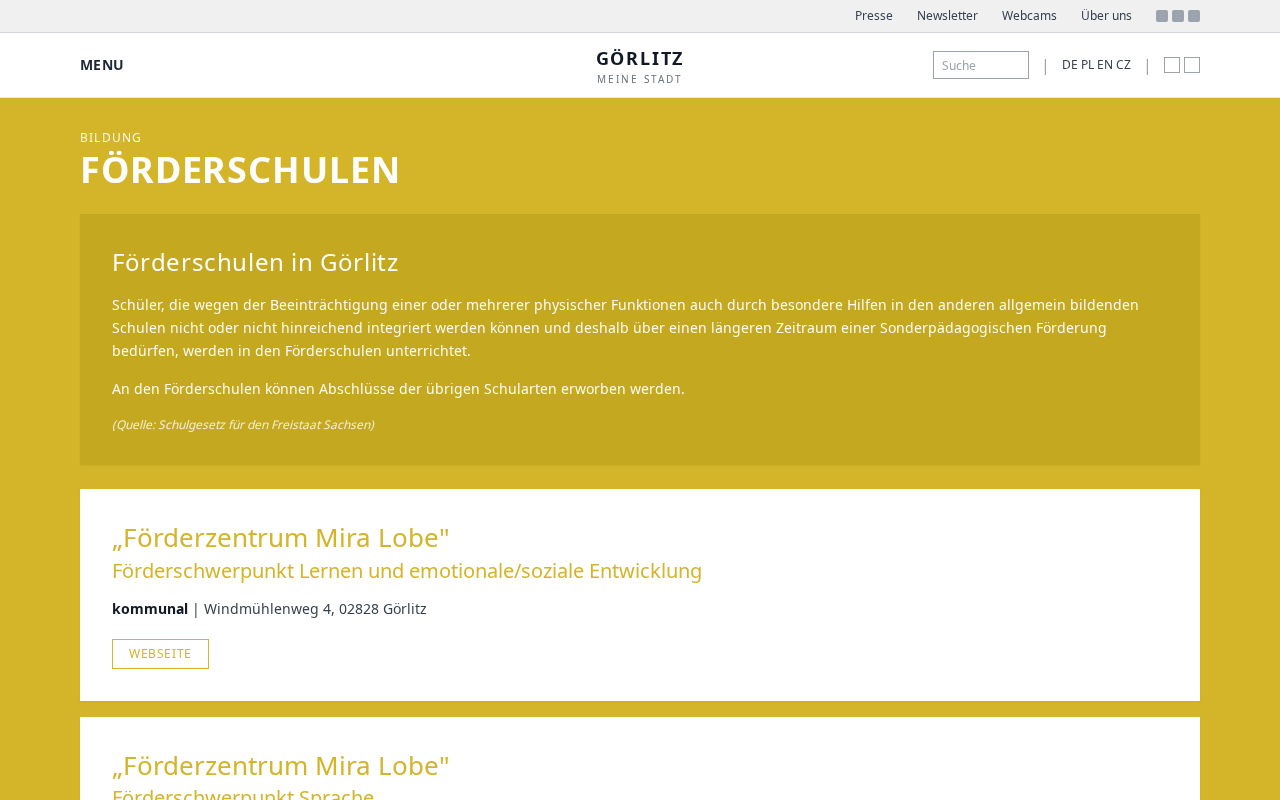 Presse Newsletter Webcams Über uns
MENU
GÖRLITZ
MEINE STADT
Suche | DE PL EN CZ |
BILDUNG
FÖRDERSCHULEN
Förderschulen in Görlitz
Schüler, die wegen der Beeinträchtigung einer oder mehrerer physischer Funktionen auch durch besondere Hilfen in den anderen allgemein bildenden
Schulen nicht oder nicht hinreichend integriert werden können und deshalb über einen längeren Zeitraum einer Sonderpädagogischen Förderung
bedürfen, werden in den Förderschulen unterrichtet.
An den Förderschulen können Abschlüsse der übrigen Schularten erworben werden.
(Quelle: Schulgesetz für den Freistaat Sachsen)
„Förderzentrum Mira Lobe"
Förderschwerpunkt Lernen und emotionale/soziale Entwicklung
kommunal | Windmühlenweg 4, 02828 Görlitz
WEBSEITE
„Förderzentrum Mira Lobe"
Förderschwerpunkt Sprache